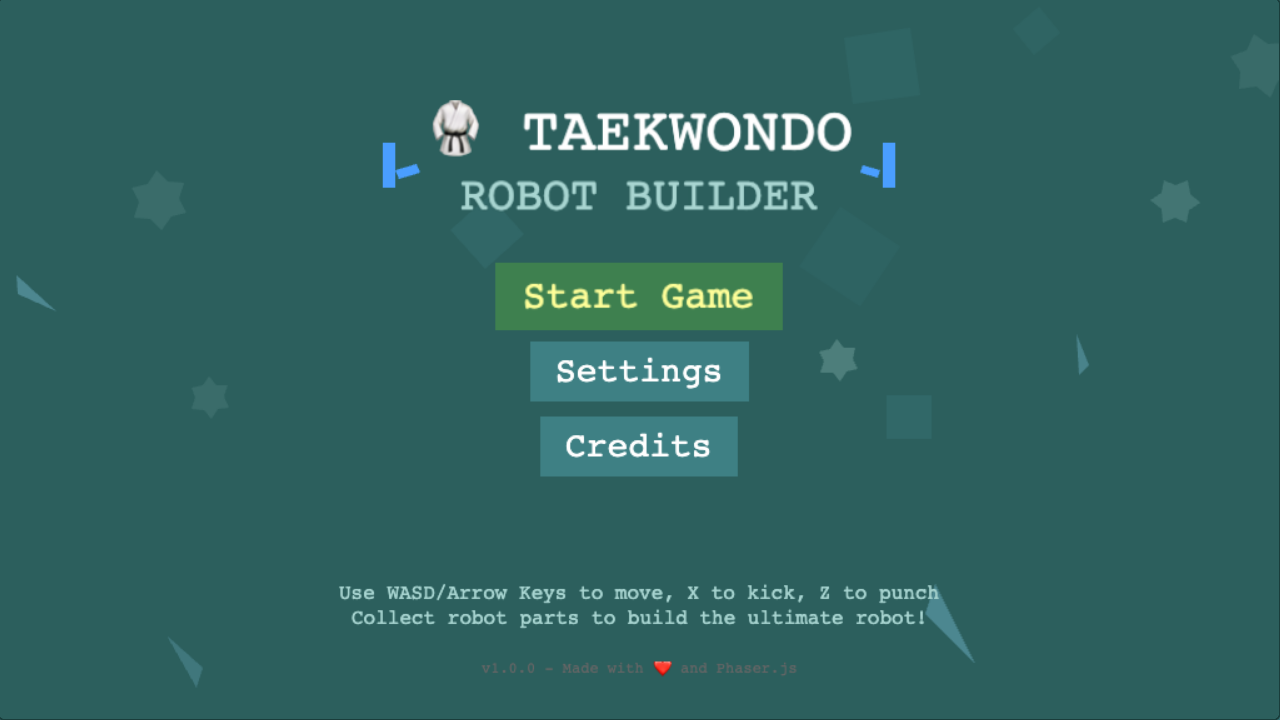 TAEKWONDO
ROBOT BUILDER
Start Game
Settings
Credits
Use WASD/Arrow Keys to move, X to kick, Z to punch
Collect robot parts to build the ultimate robot!
v1.0.0 - Made with ❤️ and Phaser.js